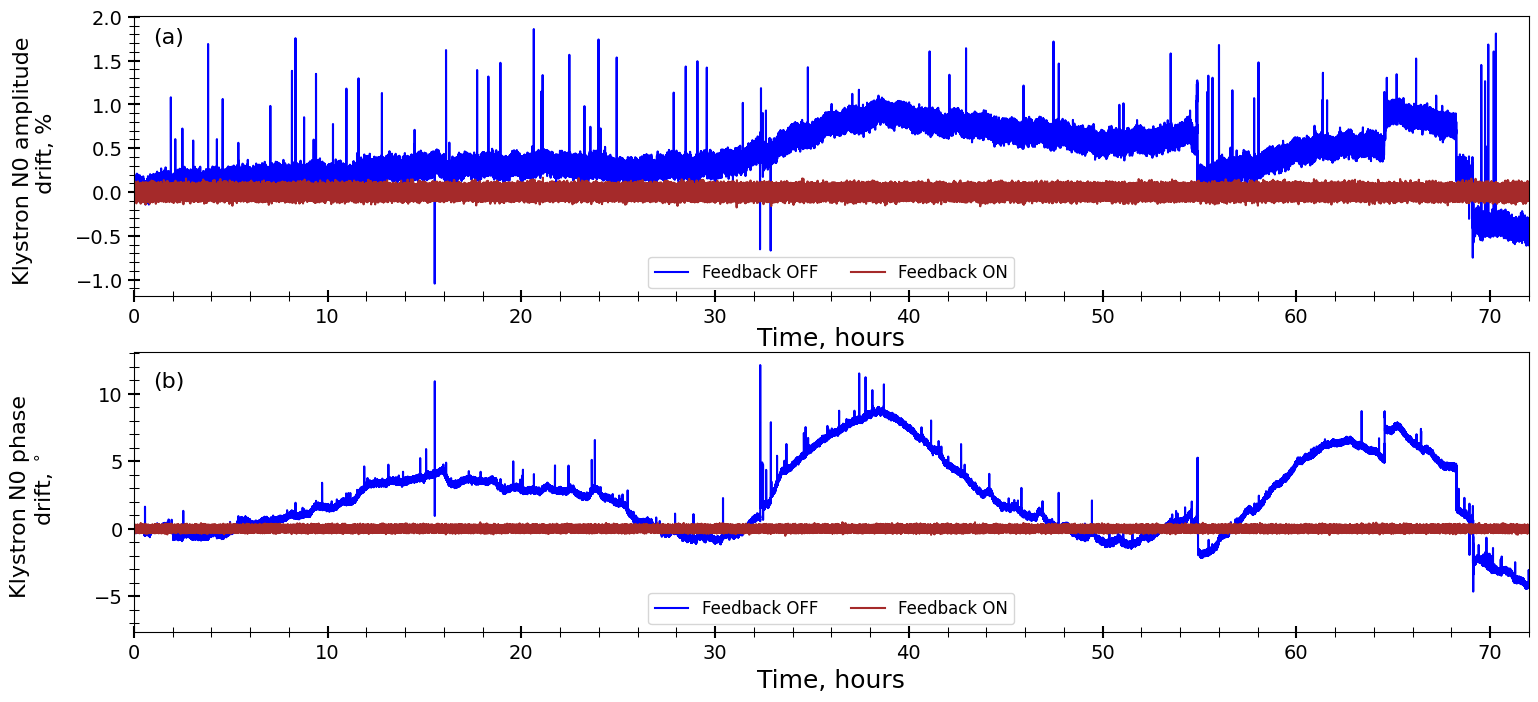 (a)
Klystron N0 amplitude
drift, %
2.0
1.5
1.0
0.5
0.0
−0.5
−1.0
Feedback OFF
Feedback ON
0 10 20 30 40 50 60 70
Time, hours
(b)
Klystron N0 phase
drift, °
10
5
0
−5
Feedback OFF
Feedback ON
0 10 20 30 40 50 60 70
Time, hours